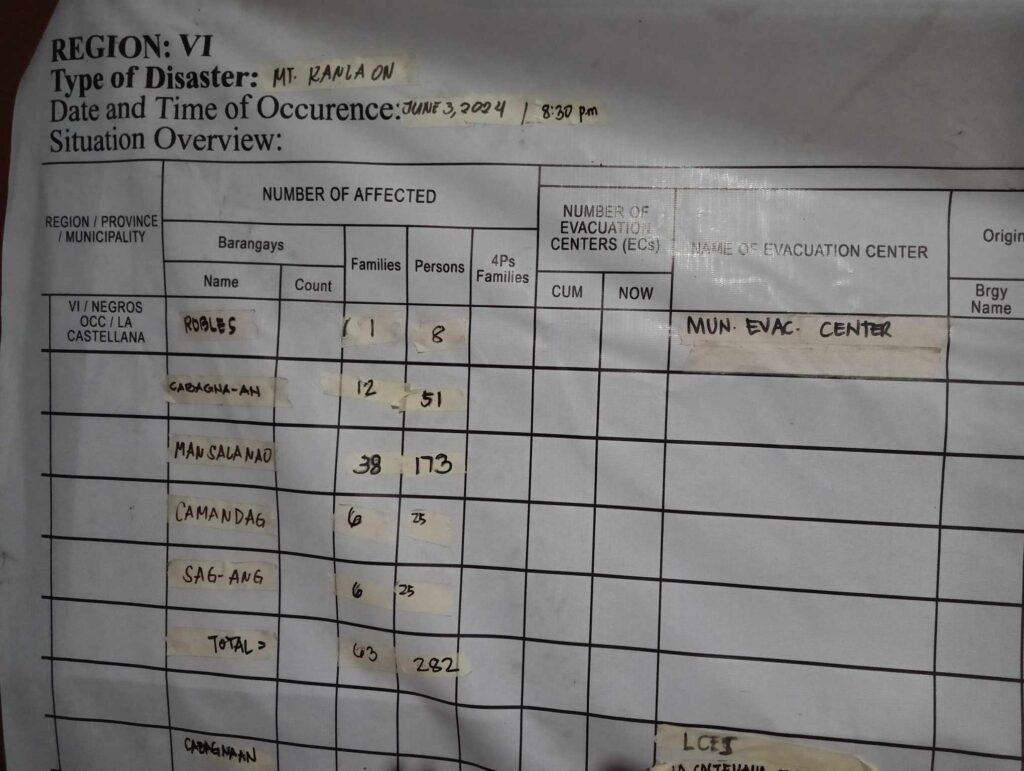 REGION: VI
Type of Disaster: MT. KANLA ON
Date and Time of Occurence: JUNE 3, 2024 / 8:30 pm
Situation Overview:
REGION / PROVINCE / MUNICIPALITY
NUMBER OF AFFECTED
Barangays
Name
Count
Families
Persons
4Ps Families
NUMBER OF EVACUATION CENTERS (ECs)
CUM
NOW
NAME OF EVACUATION CENTER
Origin
Brgy Name
VI / NEGROS OCC / LA CASTELLANA
ROBLES 1 8 MUN. EVAC. CENTER
CABAGNA-AN 12 51
MANSALANAO 38 173
CAMANDAG 6 25
SAG-ANG 6 25
TOTAL > 63 282
CABAGNAAN
LCES